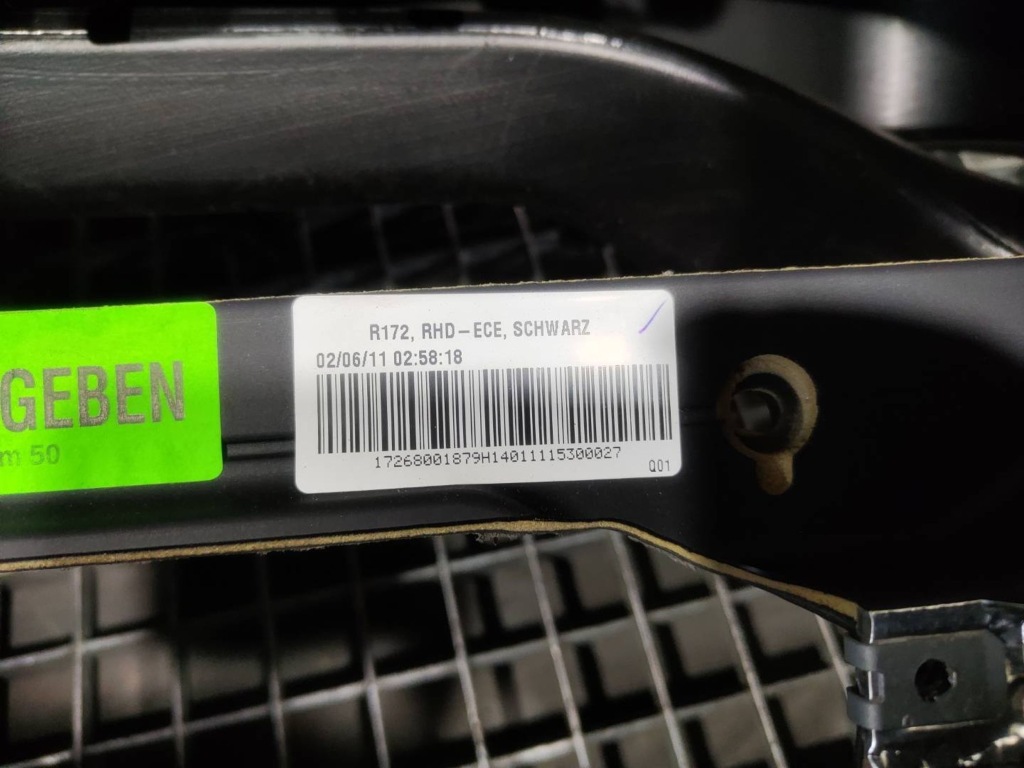 R172, RHD-ECE, SCHWARZ
02/06/11 02:58:18
17268001879H14011115300027
Q01
GEBEN
m 50